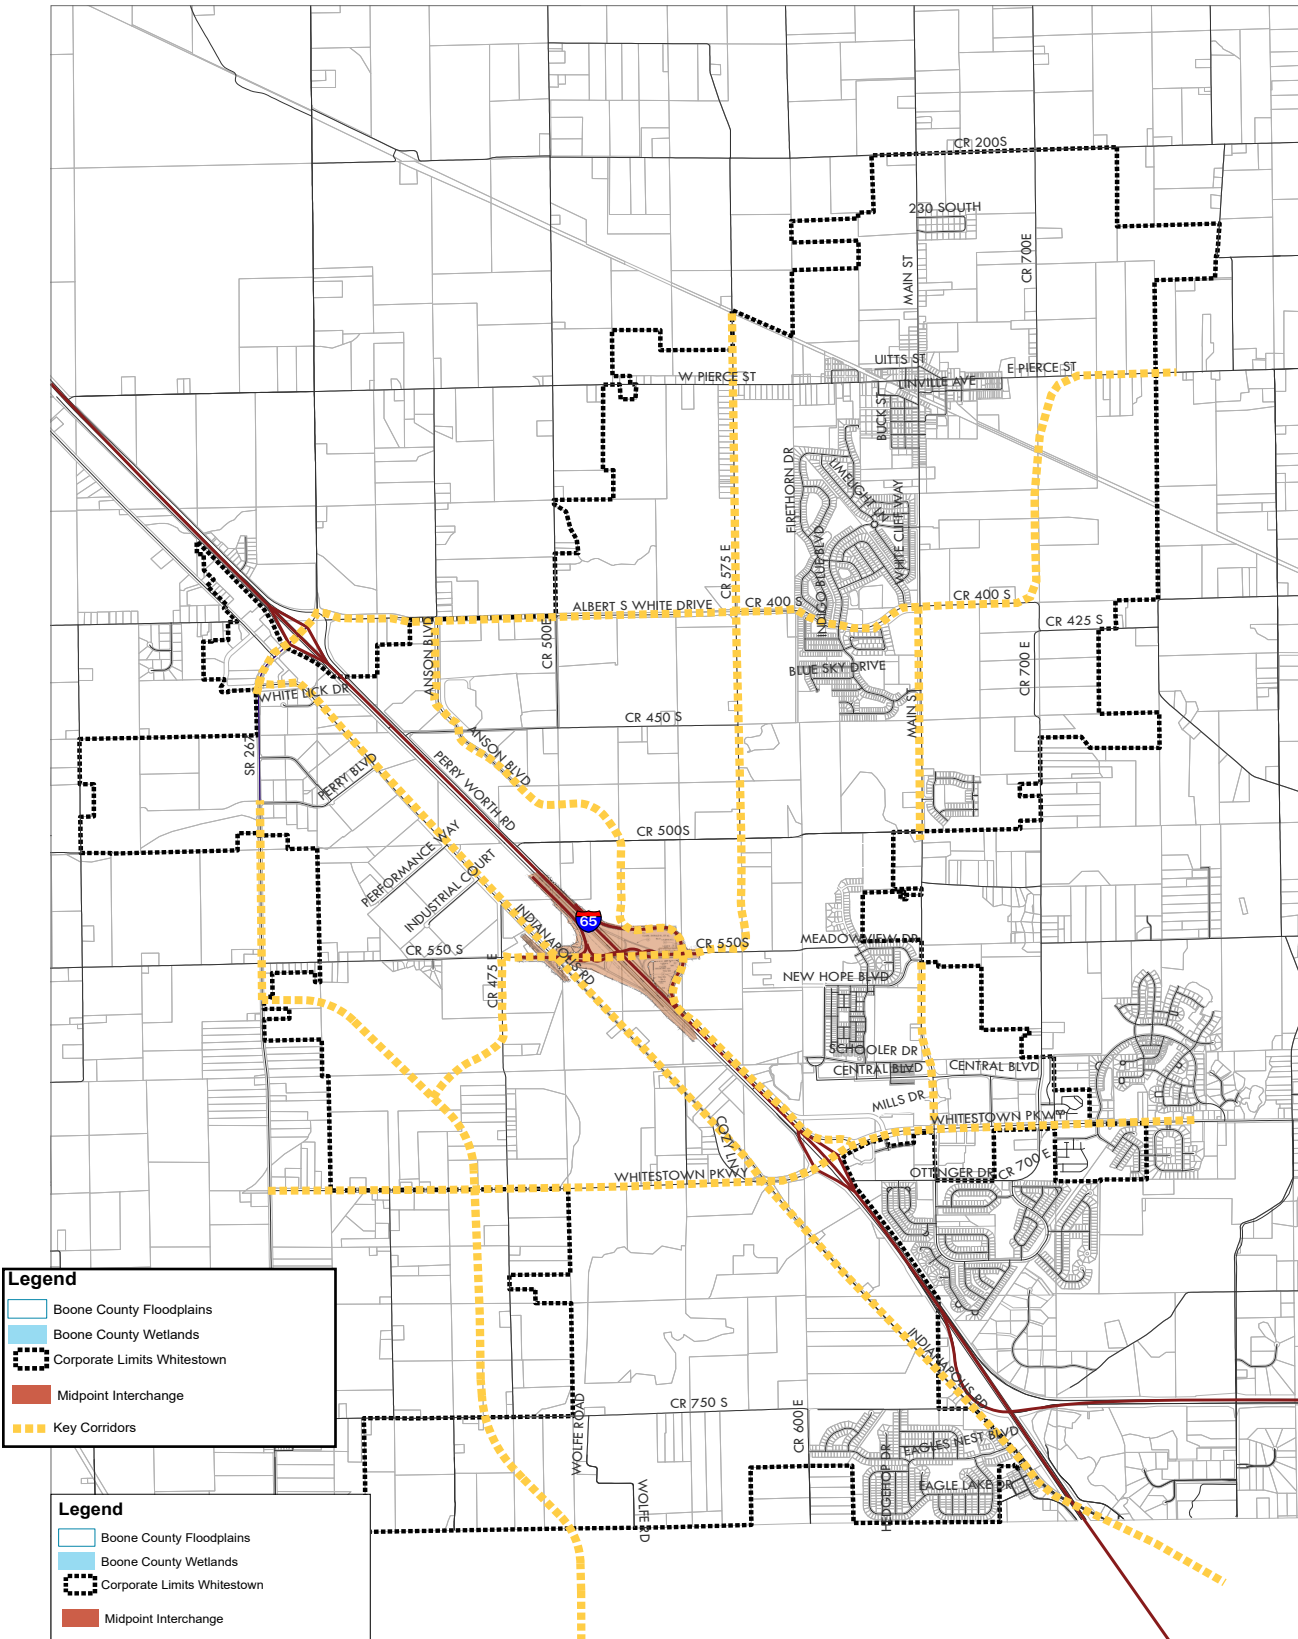 CR 200S
230 SOUTH
MAIN ST
CR 700E
UITTS ST
E PIERCE ST
W PIERCE ST
LINVILLE AVE
BUCK ST
FIRETHORN DR
LIMELIGHT LN
WHITE CLIFF WAY
INDIGO BLUE BLVD
CR 575 E
ALBERT S WHITE DRIVE
CR 400 S
CR 400 S
CR 425 S
ANSON BLVD
CR 500E
BLUE SKY DRIVE
CR 700 E
WHITE LICK DR
MAIN ST
CR 450 S
SR 267
ANSON BLVD
PERRY BLVD
PERRY WORTH RD
CR 500S
PERFORMANCE WAY
INDUSTRIAL COURT
65
INDIANAPOLIS RD
CR 550 S
CR 550S
MEADOWVIEW DR
CR 475 E
NEW HOPE BLVD
SCHOOLER DR
CENTRAL BLVD
CENTRAL BLVD
MILLS DR
WHITESTOWN PKWY
COZY LN
WHITESTOWN PKWY
OTTINGER DR
CR 700 E
INDIANAPOLIS RD
CR 750 S
CR 600 E
WOLFE ROAD
EAGLES NEST BLVD
HEDGEHOP DR
EAGLE LAKE DR
WOLFE RD
Legend
Boone County Floodplains
Boone County Wetlands
Corporate Limits Whitestown
Midpoint Interchange
Key Corridors
Legend
Boone County Floodplains
Boone County Wetlands
Corporate Limits Whitestown
Midpoint Interchange